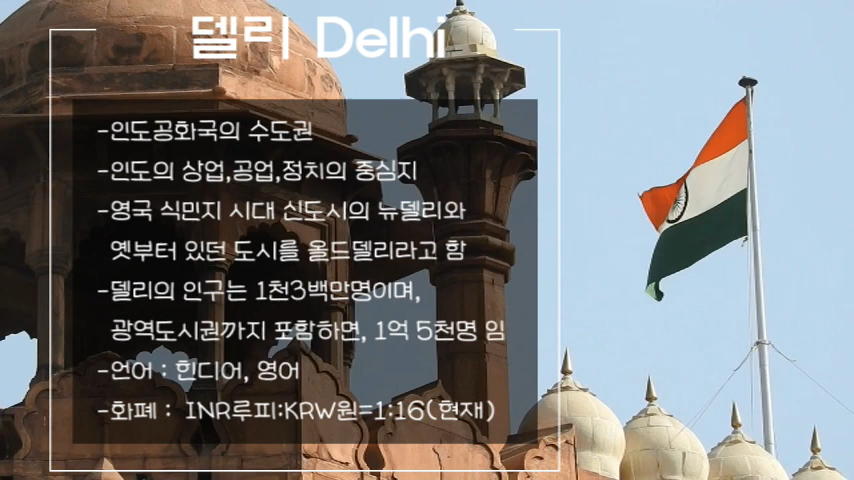 델리 Delhi
-인도공화국의 수도권
-인도의 상업,공업,정치의 중심지
-영국 식민지 시대 신도시의 뉴델리와
옛부터 있던 도시를 올드델리라고 함
-델리의 인구는 1천3백만명이며,
광역도시권까지 포함하면, 1억 5천명 임
-언어 : 힌디어, 영어
-화폐 : INR루피:KRW원=1:16(현재)